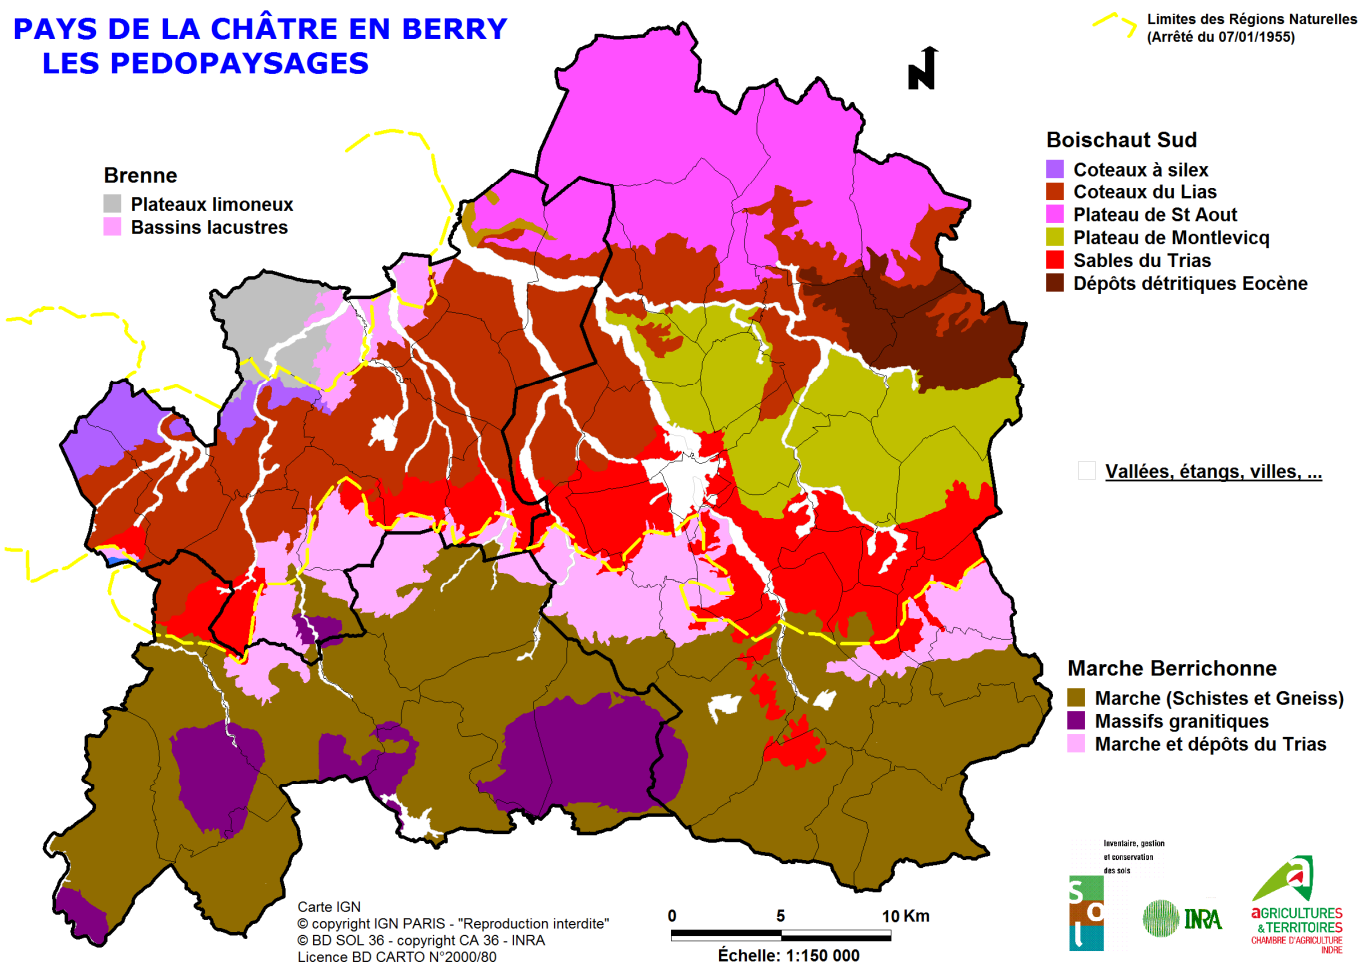 PAYS DE LA CHÂTRE EN BERRY
LES PEDOPAYSAGES
Limites des Régions Naturelles
(Arrêté du 07/01/1955)
N
Brenne
Plateaux limoneux
Bassins lacustres
Boischaut Sud
Coteaux à silex
Coteaux du Lias
Plateau de St Aout
Plateau de Montlevicq
Sables du Trias
Dépôts détritiques Eocène
Vallées, étangs, villes, ...
Marche Berrichonne
Marche (Schistes et Gneiss)
Massifs granitiques
Marche et dépôts du Trias
Inventaire, gestion
et conservation
des sols
sol
INRA
aGRICULTURES
& TERRITOIRES
CHAMBRE D'AGRICULTURE
INDRE
Carte IGN
© copyright IGN PARIS - "Reproduction interdite"
© BD SOL 36 - copyright CA 36 - INRA
Licence BD CARTO N°2000/80
0 5 10 Km
Échelle: 1:150 000